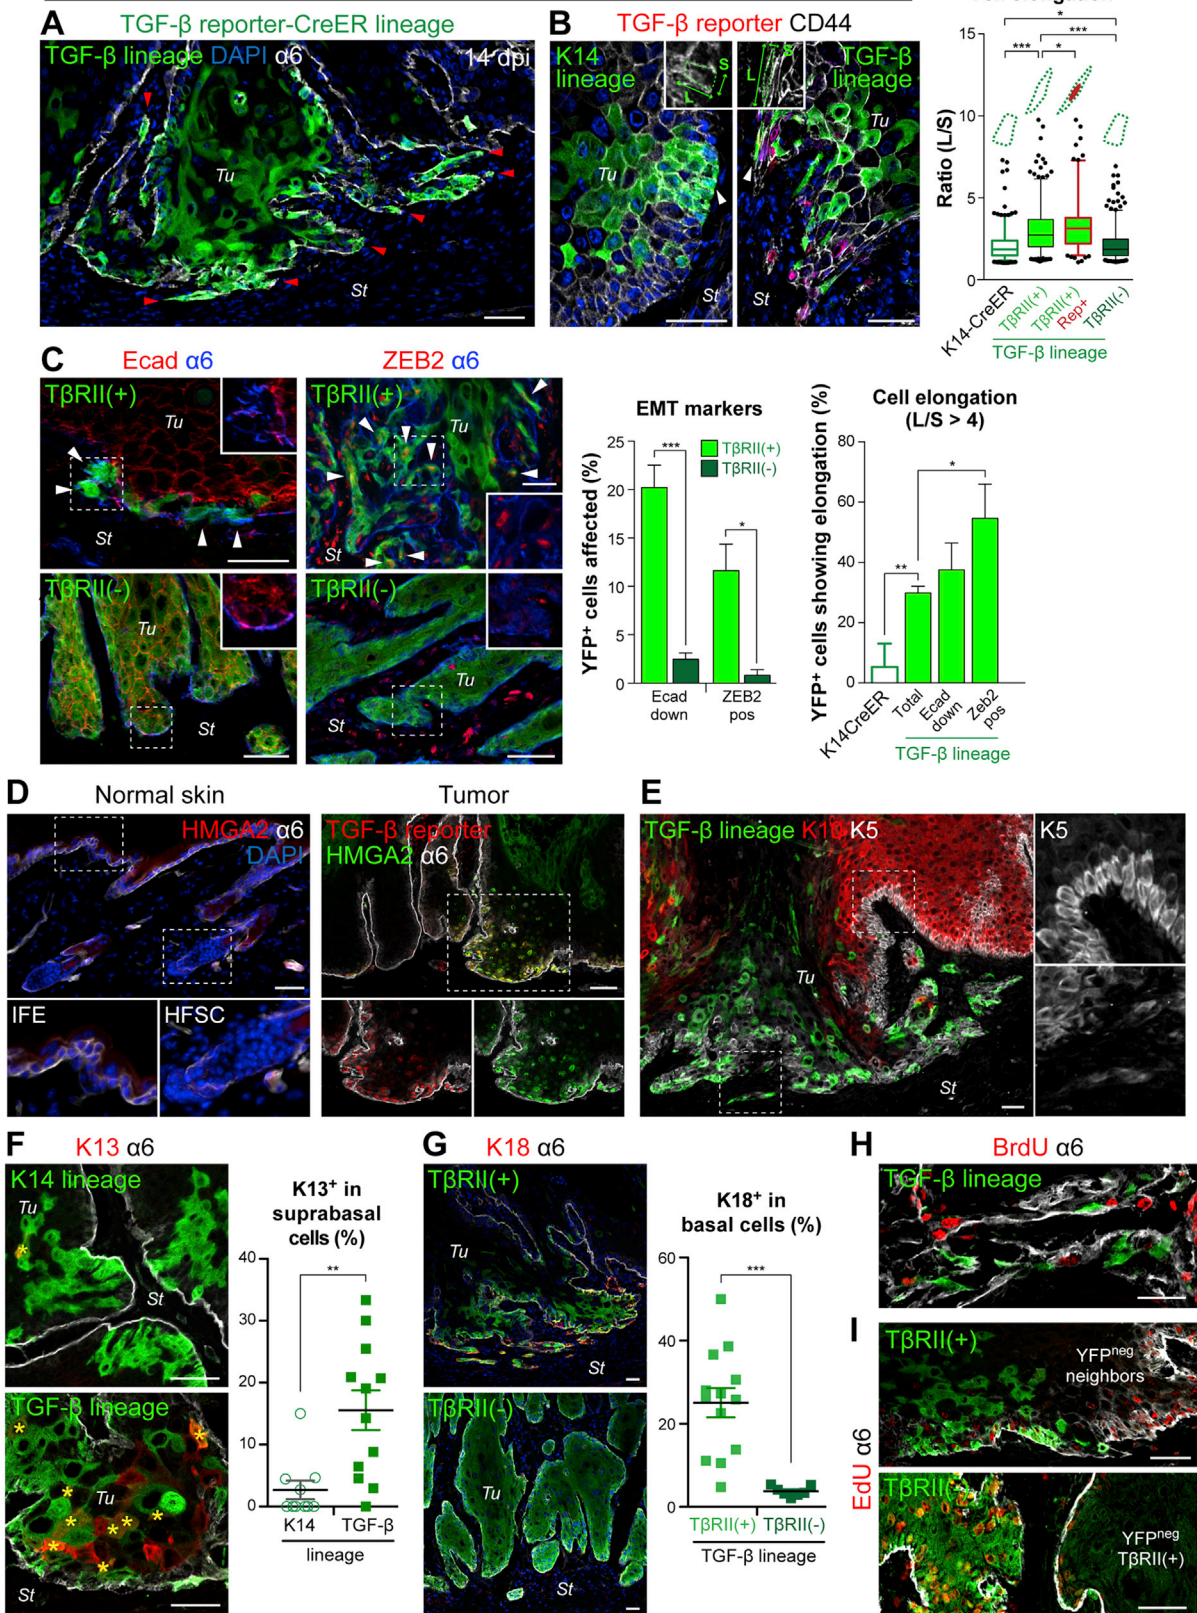 A
TGF-β reporter-CreER lineage
TGF-β lineage DAPI α6
14 dpi
Tu
St
B
TGF-β reporter CD44
K14
lineage
S
L
Tu
St
L
S
TGF-β
lineage
Tu
St
*
***
*
***
15
10
5
0
Ratio (L/S)
K14-CreER
TβRII(+)
TβRII(+)
Rep+
TβRII(-)
TGF-β lineage
C
Ecad α6
TβRII(+)
Tu
St
TβRII(-)
Tu
St
ZEB2 α6
TβRII(+)
Tu
St
TβRII(-)
Tu
St
EMT markers
YFP⁺ cells affected (%)
25
20
15
10
5
0
***
*
TβRII(+)
TβRII(-)
Ecad
down
ZEB2
pos
Cell elongation
(L/S > 4)
YFP⁺ cells showing elongation (%)
80
60
40
20
0
**
*
K14CreER
Total
Ecad
down
Zeb2
pos
TGF-β lineage
D
Normal skin
HMGA2 α6
DAPI
IFE
HFSC
Tumor
TGF-β reporter
HMGA2 α6
E
TGF-β lineage K5
Tu
St
K5
F
K13 α6
K14 lineage
Tu
*
St
TGF-β lineage
Tu
St
K13⁺ in
suprabasal
cells (%)
40
30
20
10
0
**
K14
TGF-β
lineage
G
K18 α6
TβRII(+)
Tu
St
TβRII(-)
Tu
St
K18⁺ in
basal cells (%)
60
40
20
0
***
TβRII(+)
TβRII(-)
TGF-β lineage
H
BrdU α6
TGF-β lineage
I
EdU α6
TβRII(+)
YFPⁿᵉᵍ
neighbors
TβRII(-)
YFPⁿᵉᵍ
TβRII(+)